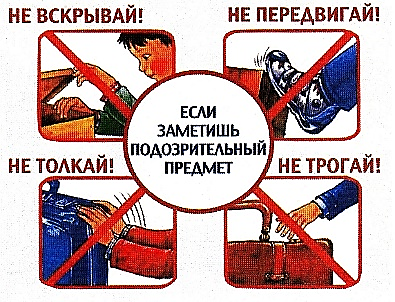 НЕ ВСКРЫВАЙ!
НЕ ПЕРЕДВИГАЙ!
ЕСЛИ
ЗАМЕТИШЬ
ПОДОЗРИТЕЛЬНЫЙ
ПРЕДМЕТ
НЕ ТОЛКАЙ!
НЕ ТРОГАЙ!